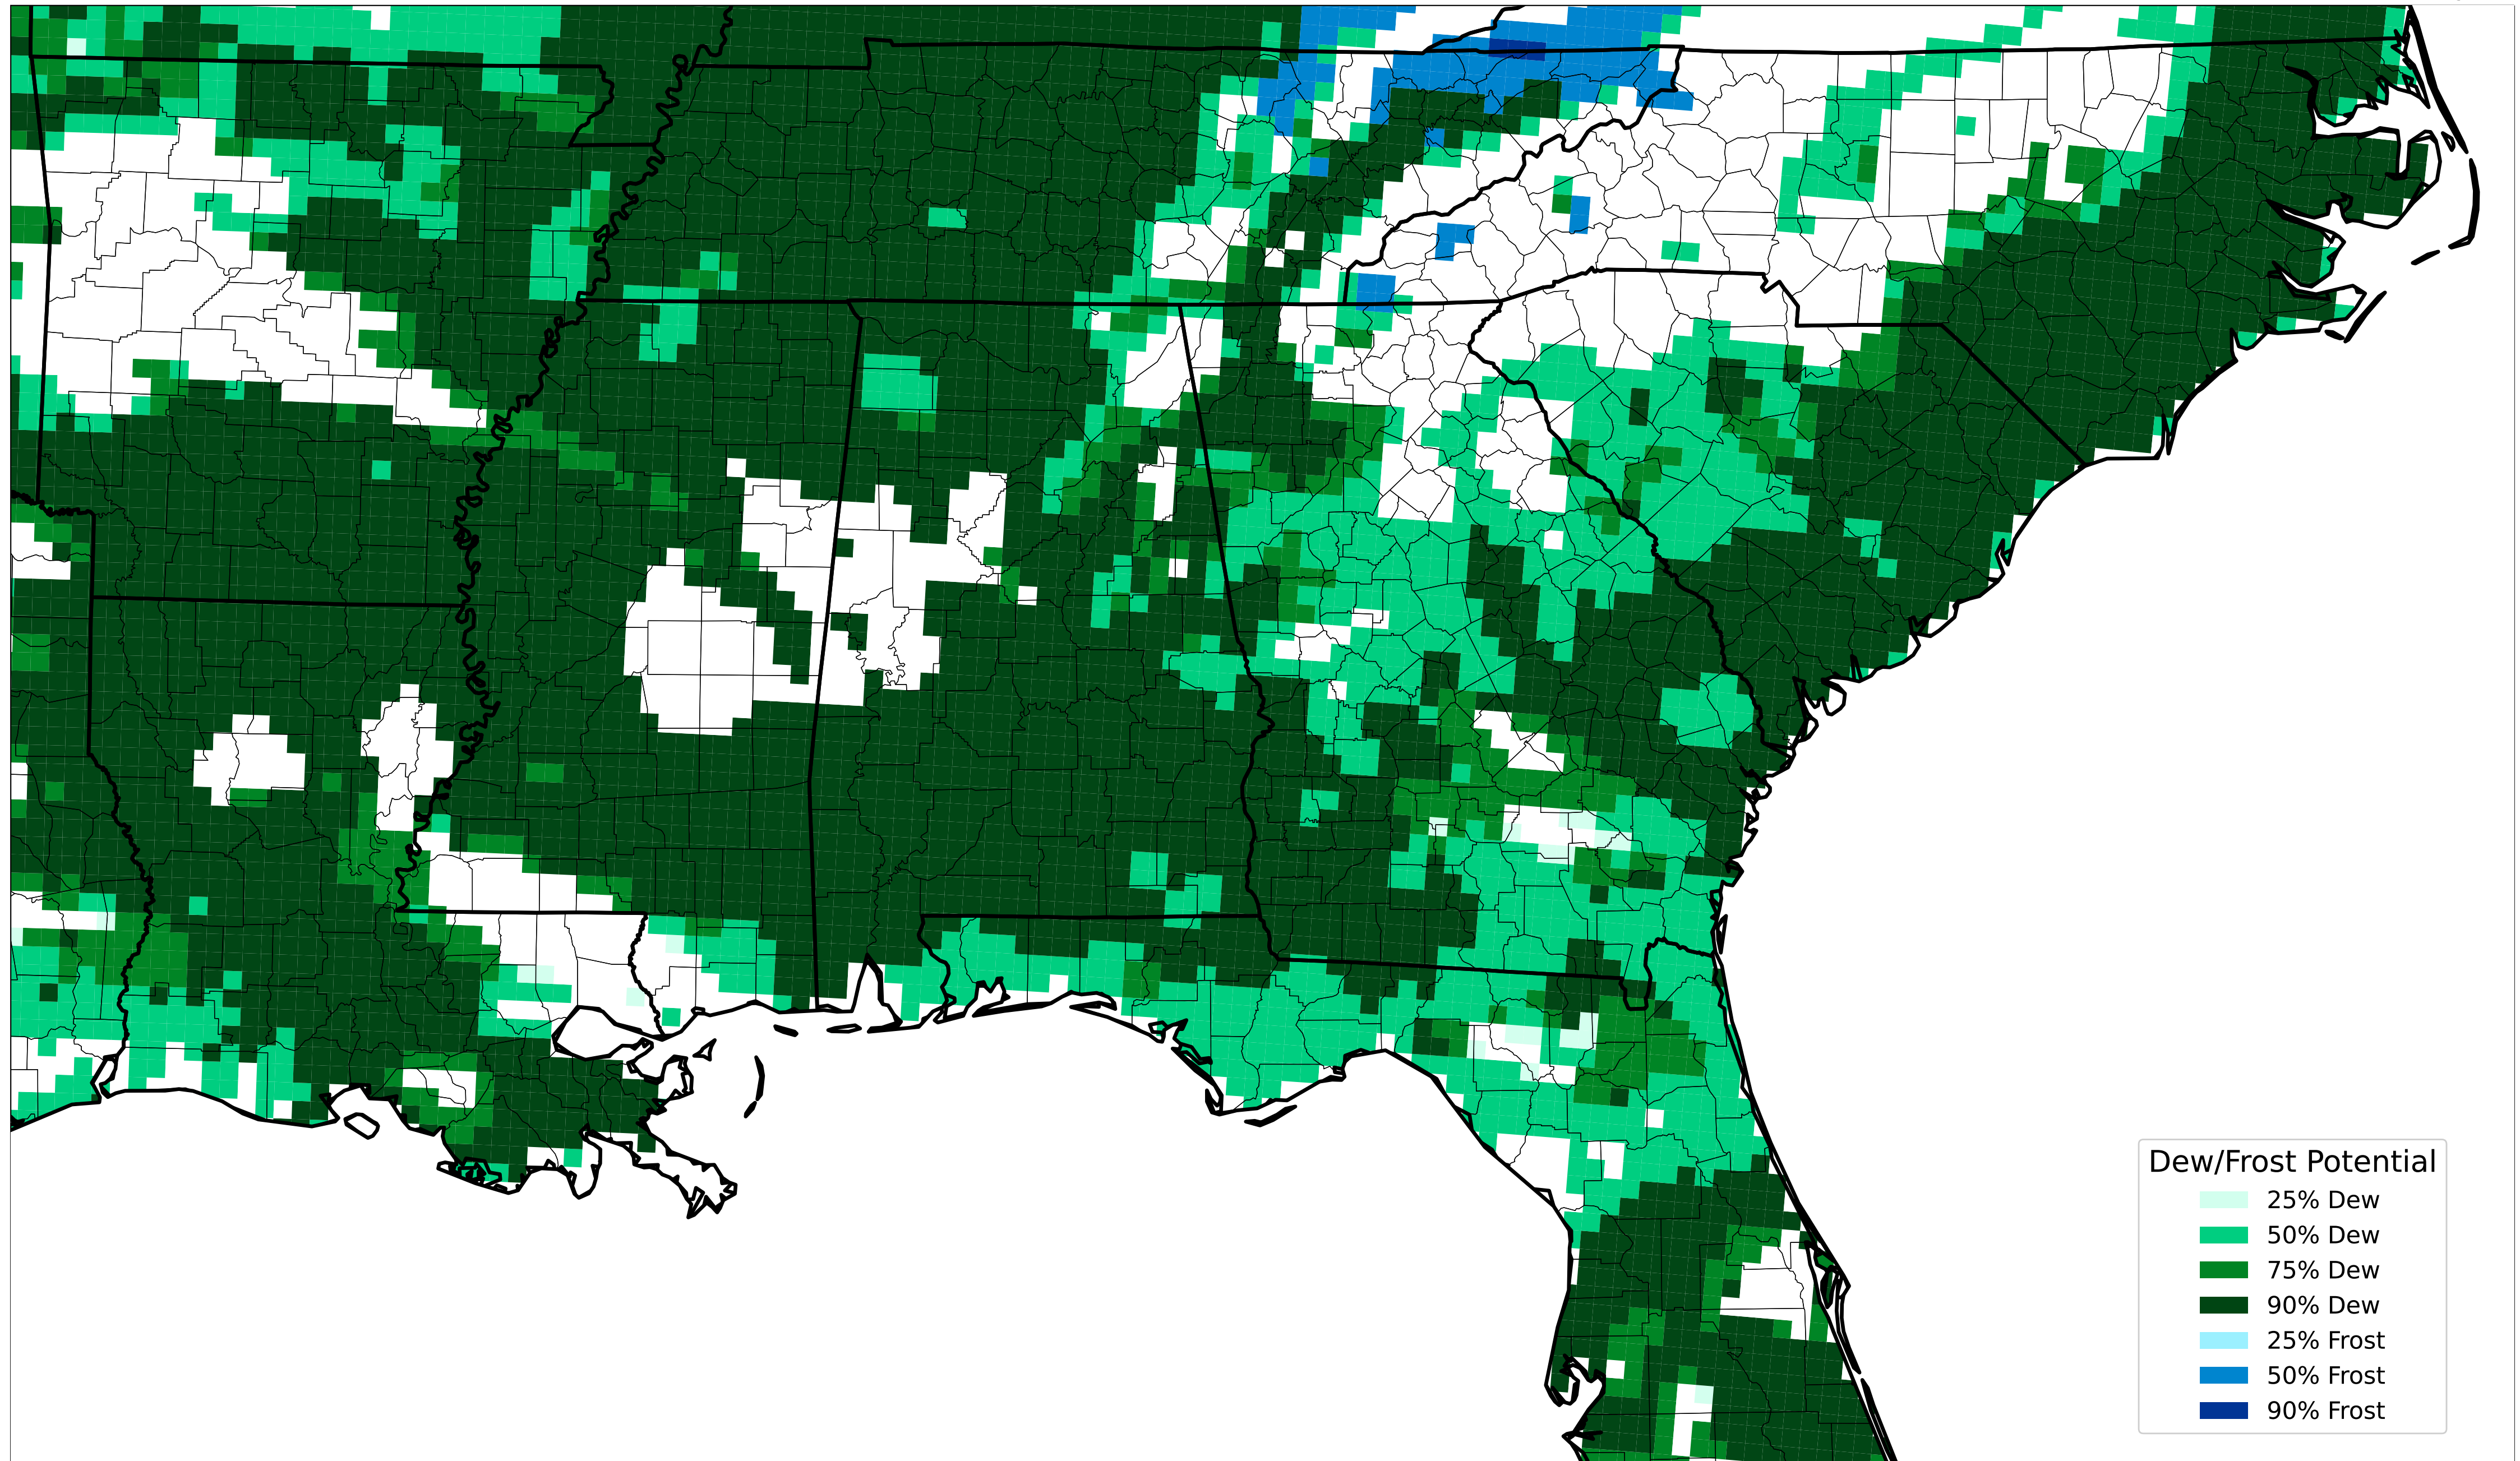 Dew/Frost Potential
25% Dew
50% Dew
75% Dew
90% Dew
25% Frost
50% Frost
90% Frost